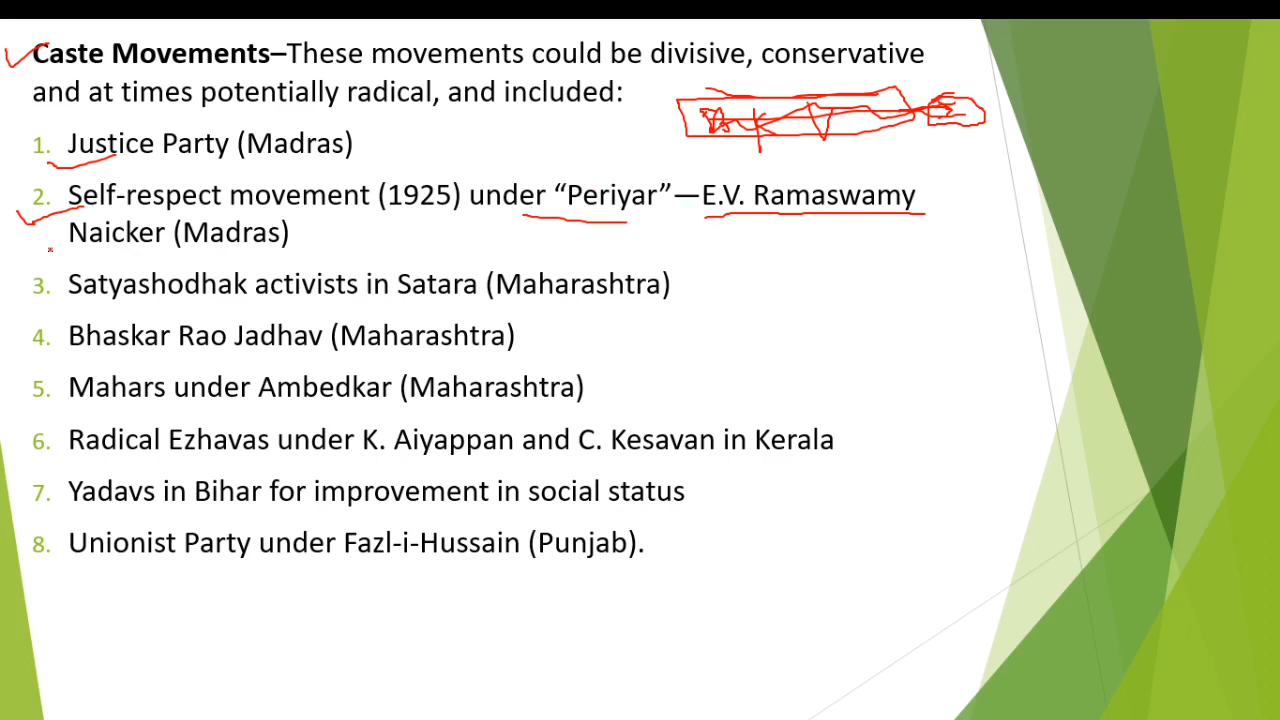 Caste Movements–These movements could be divisive, conservative
and at times potentially radical, and included:
1. Justice Party (Madras)
2. Self-respect movement (1925) under “Periyar”—E.V. Ramaswamy
Naicker (Madras)
3. Satyashodhak activists in Satara (Maharashtra)
4. Bhaskar Rao Jadhav (Maharashtra)
5. Mahars under Ambedkar (Maharashtra)
6. Radical Ezhavas under K. Aiyappan and C. Kesavan in Kerala
7. Yadavs in Bihar for improvement in social status
8. Unionist Party under Fazl-i-Hussain (Punjab).